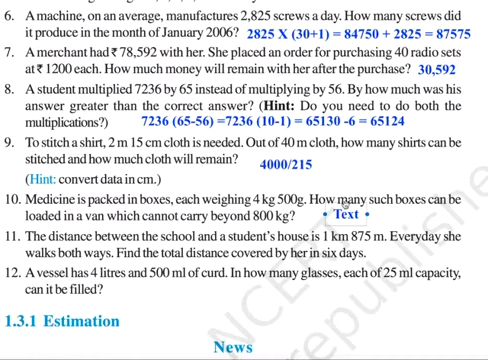 6. A machine, on an average, manufactures 2,825 screws a day. How many screws did
it produce in the month of January 2006? 2825 X (30+1) = 84750 + 2825 = 87575
7. A merchant had ₹ 78,592 with her. She placed an order for purchasing 40 radio sets
at ₹ 1200 each. How much money will remain with her after the purchase? 30,592
8. A student multiplied 7236 by 65 instead of multiplying by 56. By how much was his
answer greater than the correct answer? (Hint: Do you need to do both the
multiplications?) 7236 (65-56) =7236 (10-1) = 65130 -6 = 65124
9. To stitch a shirt, 2 m 15 cm cloth is needed. Out of 40 m cloth, how many shirts can be
stitched and how much cloth will remain? 4000/215
(Hint: convert data in cm.)
10. Medicine is packed in boxes, each weighing 4 kg 500g. How many such boxes can be
loaded in a van which cannot carry beyond 800 kg? Text
11. The distance between the school and a student's house is 1 km 875 m. Everyday she
walks both ways. Find the total distance covered by her in six days.
12. A vessel has 4 litres and 500 ml of curd. In how many glasses, each of 25 ml capacity,
can it be filled?
1.3.1 Estimation
News